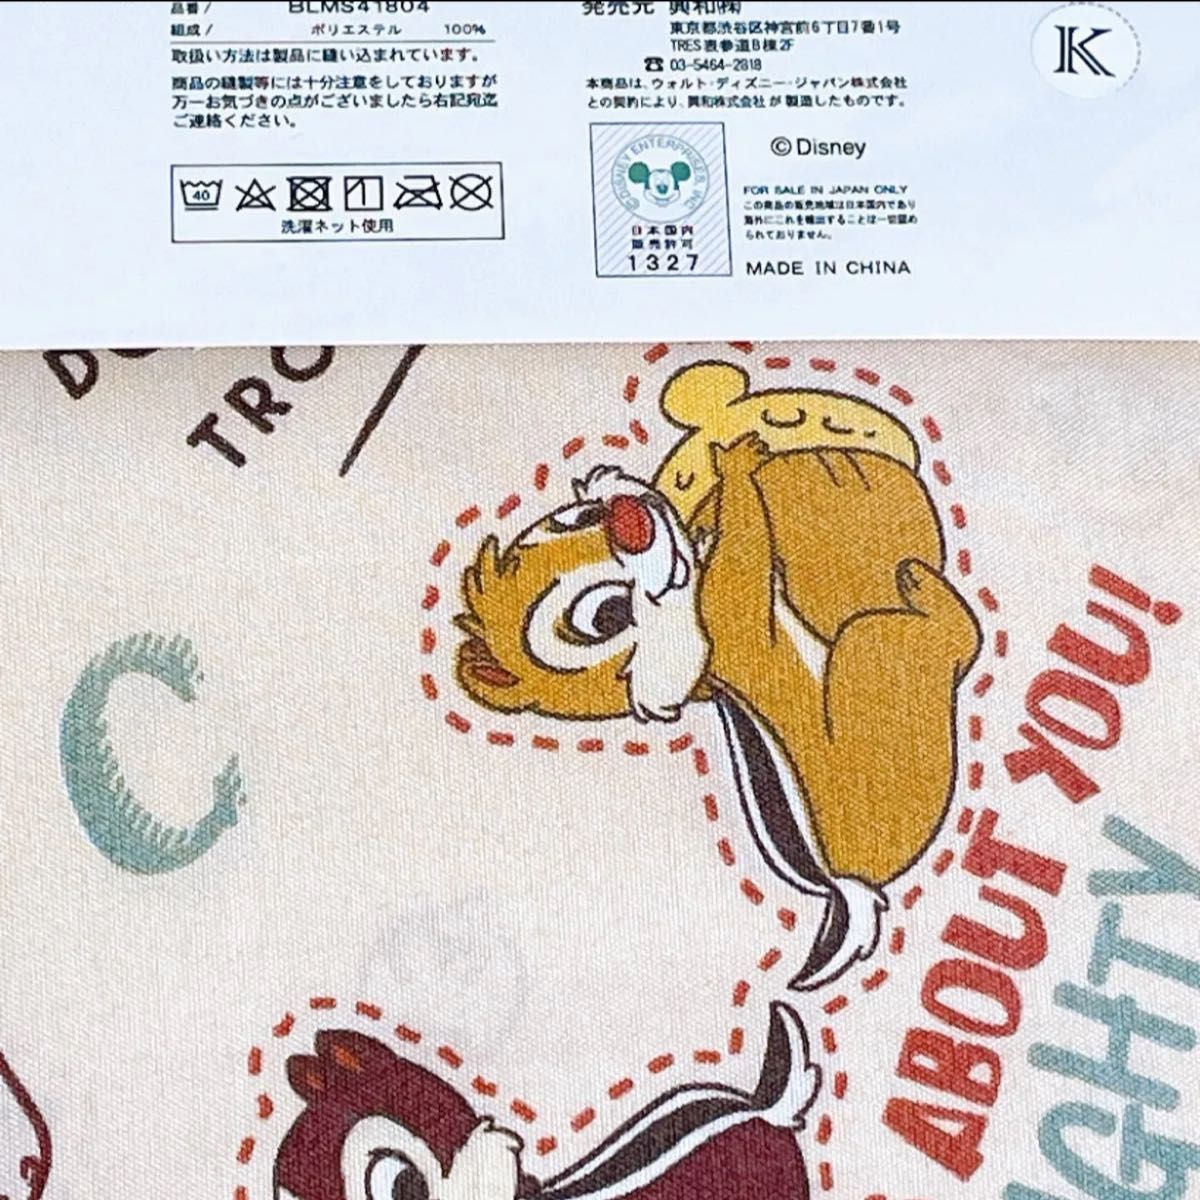 品番 / BLMS41804
組成 / ポリエステル 100%
取扱い方法は製品に縫い込まれています。
商品の縫製等には十分注意をしておりますが
万一お気づきの点がございましたら右記宛迄
ご連絡ください。
40
洗濯ネット使用
発売元 興和㈱
東京都渋谷区神宮前6丁目7番1号
TRES表参道B棟2F
☎ 03-5464-2818
本商品は、ウォルト・ディズニー・ジャパン株式会社
との契約により、興和株式会社が製造したものです。
K
©DISNEY ENTERPRISES, INC
日本国内
販売許可
1327
©Disney
FOR SALE IN JAPAN ONLY
この商品の販売地域は日本国内であり
海外にこれを輸出することは一切認め
られておりません。
MADE IN CHINA
TRO
C
ABOUT YOU!
GHTY